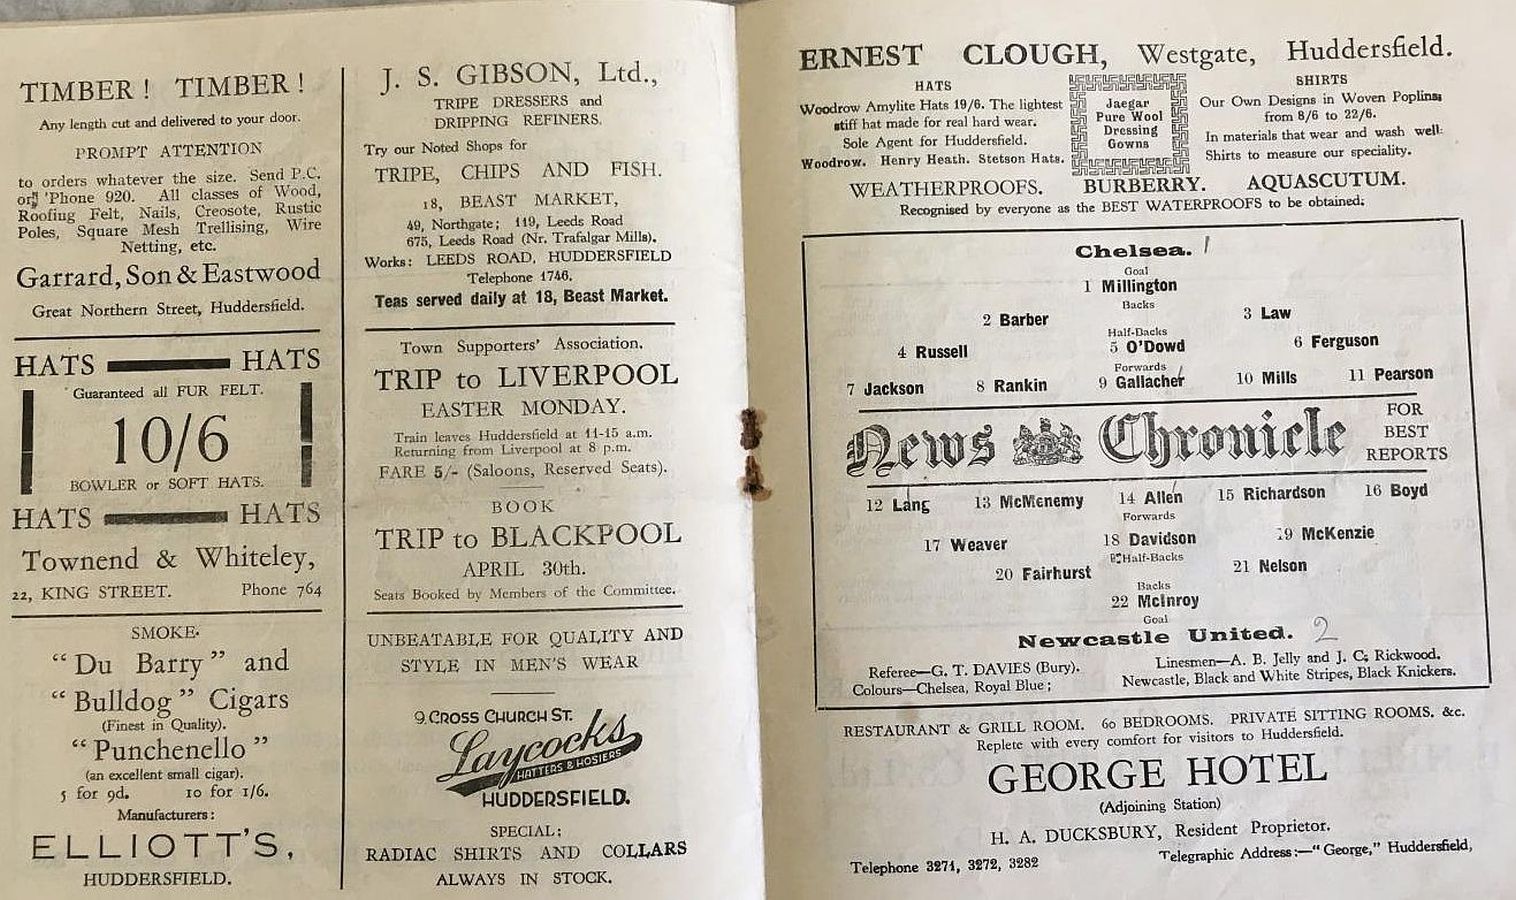 TIMBER! TIMBER!
Any length cut and delivered to your door.
PROMPT ATTENTION
to orders whatever the size. Send P.C.
or 'Phone 920. All classes of Wood,
Roofing Felt, Nails, Creosote, Rustic
Poles, Square Mesh Trellising, Wire
Netting, etc.
Garrard, Son & Eastwood
Great Northern Street, Huddersfield.
HATS HATS
Guaranteed all FUR FELT.
10/6
BOWLER or SOFT HATS.
HATS HATS
Townend & Whiteley,
22, KING STREET. Phone 764
SMOKE.
"Du Barry" and
"Bulldog" Cigars
(Finest in Quality).
"Punchenello"
(an excellent small cigar).
5 for 9d. 10 for 1/6.
Manufacturers:
ELLIOTT'S,
HUDDERSFIELD.
J. S. GIBSON, Ltd.,
TRIPE DRESSERS and
DRIPPING REFINERS.
Try our Noted Shops for
TRIPE, CHIPS AND FISH.
18, BEAST MARKET,
49, Northgate; 119, Leeds Road
675, Leeds Road (Nr. Trafalgar Mills).
Works: LEEDS ROAD, HUDDERSFIELD
Telephone 1746.
Teas served daily at 18, Beast Market.
Town Supporters' Association.
TRIP to LIVERPOOL
EASTER MONDAY.
Train leaves Huddersfield at 11-15 a.m.
Returning from Liverpool at 8 p.m.
FARE 5/- (Saloons, Reserved Seats).
BOOK
TRIP to BLACKPOOL
APRIL 30th.
Seats Booked by Members of the Committee.
UNBEATABLE FOR QUALITY AND
STYLE IN MEN'S WEAR
9, CROSS CHURCH ST.
Laycocks
HATTERS & HOSIERS
HUDDERSFIELD.
SPECIAL:
RADIAC SHIRTS AND COLLARS
ALWAYS IN STOCK.
ERNEST CLOUGH, Westgate, Huddersfield.
HATS
Woodrow Amylite Hats 19/6. The lightest
stiff hat made for real hard wear.
Sole Agent for Huddersfield.
Woodrow. Henry Heath. Stetson Hats.
Jaegar
Pure Wool
Dressing
Gowns
SHIRTS
Our Own Designs in Woven Poplins
from 8/6 to 22/6.
In materials that wear and wash well.
Shirts to measure our speciality.
WEATHERPROOFS. BURBERRY. AQUASCUTUM.
Recognised by everyone as the BEST WATERPROOFS to be obtained.
Chelsea. 1
Goal
1 Millington
Backs
2 Barber 3 Law
Half-Backs
4 Russell 5 O'Dowd 6 Ferguson
Forwards
7 Jackson 8 Rankin 9 Gallacher 10 Mills 11 Pearson
News Chronicle
FOR
BEST
REPORTS
12 Lang 13 McMenemy 14 Allen 15 Richardson 16 Boyd
Forwards
17 Weaver 18 Davidson 19 McKenzie
Half-Backs
20 Fairhurst 21 Nelson
Backs
22 McInroy
Goal
Newcastle United. 2
Referee—G. T. DAVIES (Bury). Linesmen—A. B. Jelly and J. C. Rickwood.
Colours—Chelsea, Royal Blue; Newcastle, Black and White Stripes, Black Knickers.
RESTAURANT & GRILL ROOM. 60 BEDROOMS. PRIVATE SITTING ROOMS, &c.
Replete with every comfort for visitors to Huddersfield.
GEORGE HOTEL
(Adjoining Station)
H. A. DUCKSBURY, Resident Proprietor.
Telephone 3271, 3272, 3282 Telegraphic Address:—"George," Huddersfield,